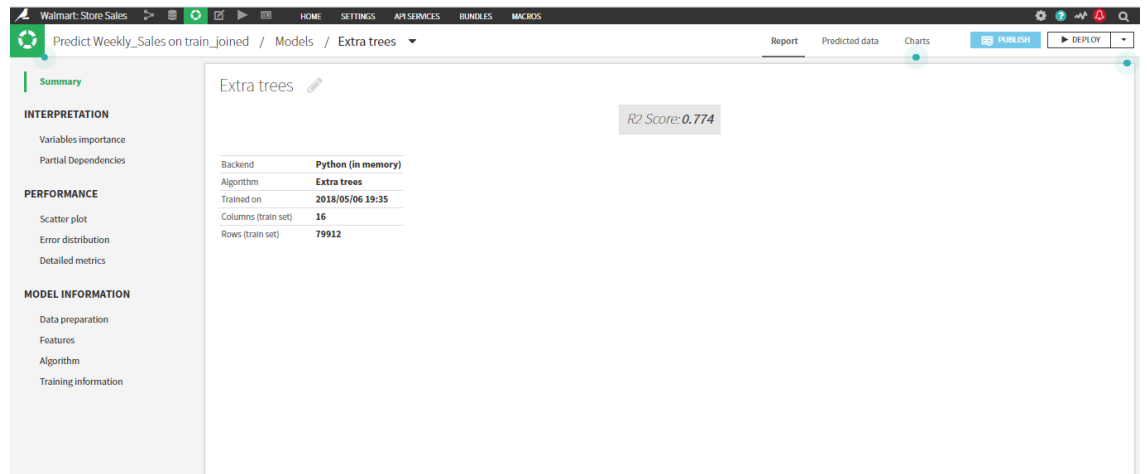 Walmart: Store Sales HOME SETTINGS API SERVICES BUNDLES MACROS
Predict Weekly_Sales on train_joined / Models / Extra trees Report Predicted data Charts PUBLISH DEPLOY
Summary
INTERPRETATION
Variables importance
Partial Dependencies
PERFORMANCE
Scatter plot
Error distribution
Detailed metrics
MODEL INFORMATION
Data preparation
Features
Algorithm
Training information
Extra trees
R2 Score: 0.774
Backend Python (in memory)
Algorithm Extra trees
Trained on 2018/05/06 19:35
Columns (train set) 16
Rows (train set) 79912